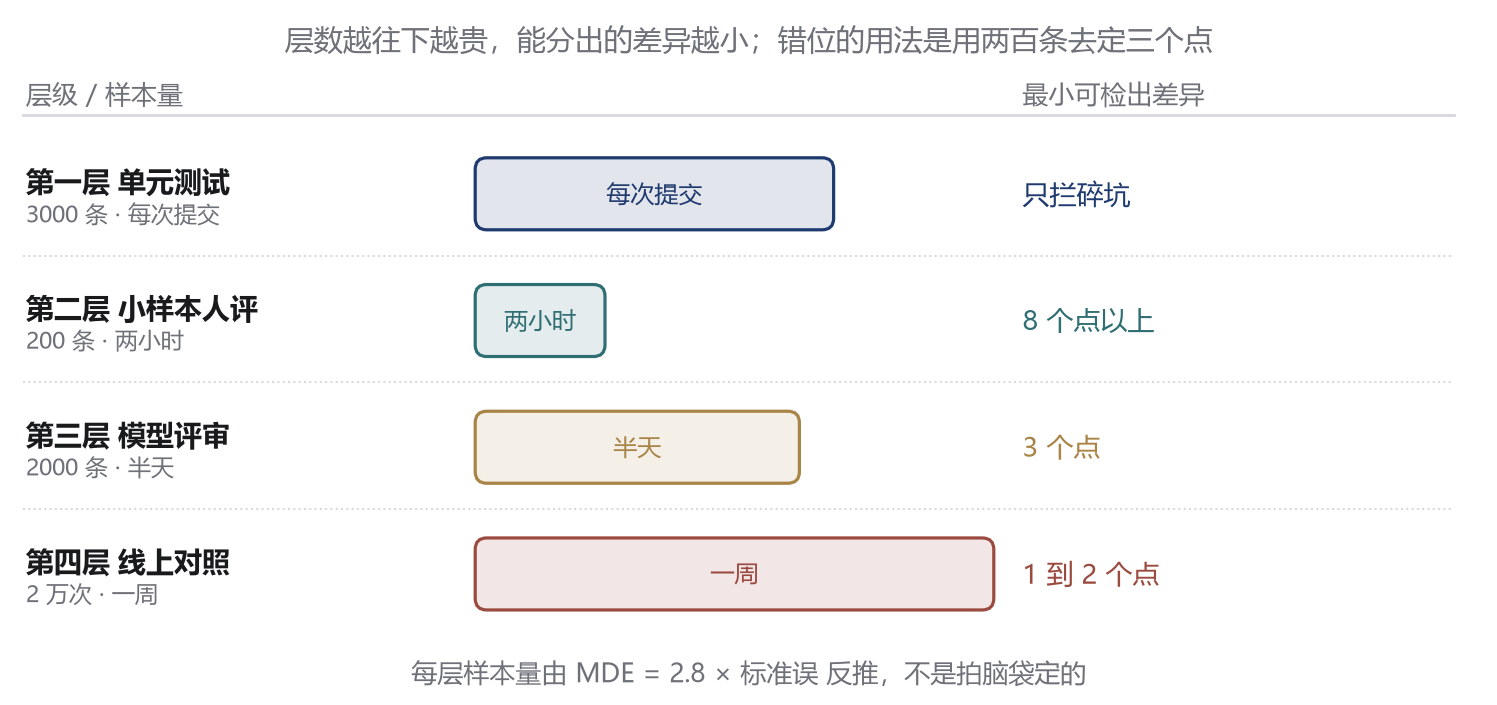 层数越往下越贵，能分出的差异越小；错位的用法是用两百条去定三个点
层级 / 样本量
最小可检出差异
第一层 单元测试
3000 条 · 每次提交
每次提交
只拦碎坑
第二层 小样本人评
200 条 · 两小时
两小时
8 个点以上
第三层 模型评审
2000 条 · 半天
半天
3 个点
第四层 线上对照
2 万次 · 一周
一周
1 到 2 个点
每层样本量由 MDE = 2.8 × 标准误 反推，不是拍脑袋定的